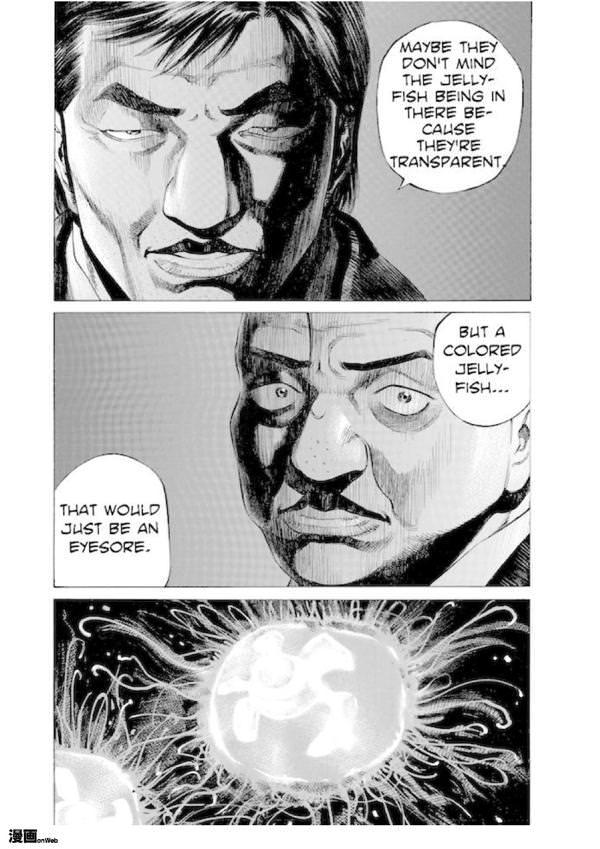 MAYBE THEY
DON'T MIND
THE JELLY-
FISH BEING IN
THERE BE-
CAUSE
THEY'RE
TRANSPARENT.
BUT A
COLORED
JELLY-
FISH...
THAT WOULD
JUST BE AN
EYESORE.
漫画onWeb